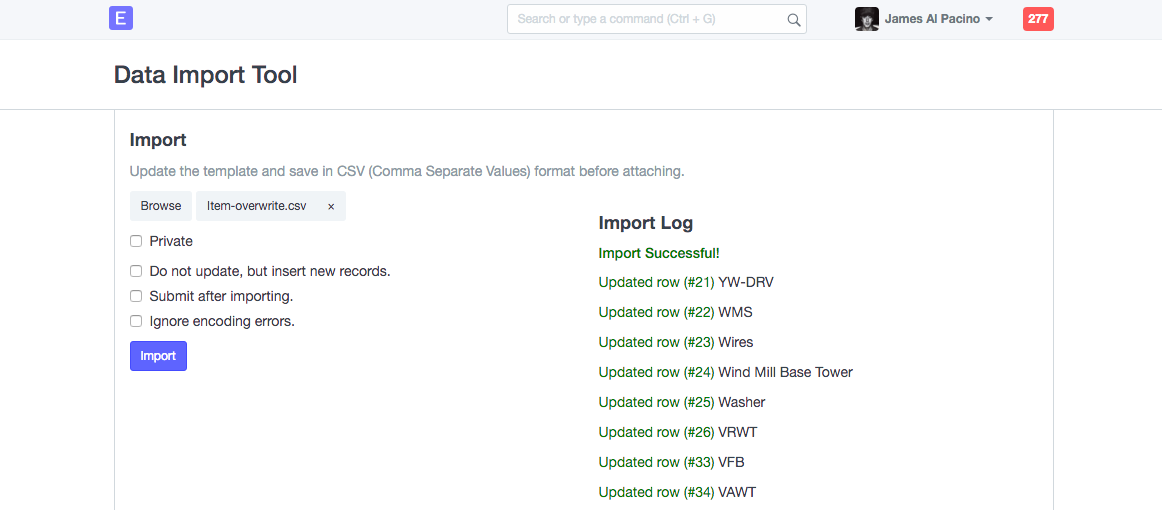 E
Search or type a command (Ctrl + G)
James Al Pacino
277
Data Import Tool
Import
Update the template and save in CSV (Comma Separate Values) format before attaching.
Browse
Item-overwrite.csv ×
Private
Do not update, but insert new records.
Submit after importing.
Ignore encoding errors.
Import
Import Log
Import Successful!
Updated row (#21) YW-DRV
Updated row (#22) WMS
Updated row (#23) Wires
Updated row (#24) Wind Mill Base Tower
Updated row (#25) Washer
Updated row (#26) VRWT
Updated row (#33) VFB
Updated row (#34) VAWT